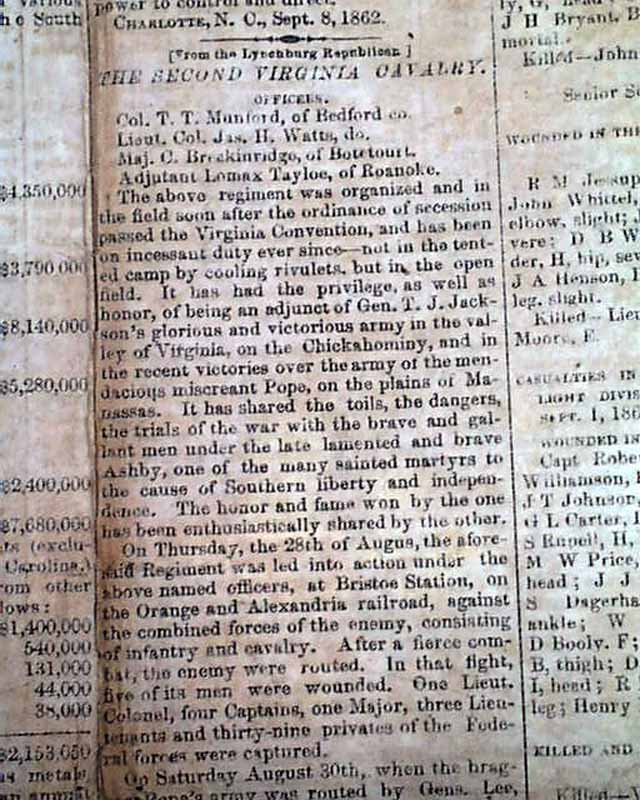 the South
$4,350,000
$3,790 000
$8,140,000
$5,280,000
$2,400,000
$7,680,000
ts (exclu-
Carolina,)
rom other
lows:
$1,400,000
540,000
131,000
44,000
38,000
$2,153,050
as metals
an annual
power to control and direct.
CHARLOTTE, N. C., Sept. 8, 1862.
[From the Lynchburg Republican ]
THE SECOND VIRGINIA CAVALRY.
OFFICERS.
Col. T. T. Munford, of Bedford co.
Lieut. Col. Jas. H. Watts, do.
Maj. C. Breckinridge, of Botetourt.
Adjutant Lomax Tayloe, of Roanoke.
The above regiment was organized and in
the field soon after the ordinance of secession
passed the Virginia Convention, and has been
on incessant duty ever since—not in the tent-
ed camp by cooling rivulets, but in the open
field. It has had the privilege, as well as
honor, of being an adjunct of Gen. T. J. Jack-
son's glorious and victorious army in the val-
ley of Virginia, on the Chickahominy, and in
the recent victories over the army of the men-
dacious miscreant Pope, on the plains of Ma-
nassas. It has shared the toils, the dangers,
the trials of the war with the brave and gal-
lant men under the late lamented and brave
Ashby, one of the many sainted martyrs to
the cause of Southern liberty and indepen-
dence. The honor and fame won by the one
has been enthusiastically shared by the other.
On Thursday, the 28th of Augus, the afore-
said Regiment was led into action under the
above named officers, at Bristoe Station, on
the Orange and Alexandria railroad, against
the combined forces of the enemy, consisting
of infantry and cavalry. After a fierce com-
bat, the enemy were routed. In that fight,
five of its men were wounded. One Lieut.
Colonel, four Captains, one Major, three Lieu-
tenants and thirty-nine privates of the Fede-
ral forces were captured.
On Saturday August 30th, when the brag-
army was routed by Gens. Lee,
J H Bryant,
mortal.
Killed—John
Senior S
WOUNDED IN THE
R M Jessup
John Whittel,
elbow, slight;
vere; D B W
der, H, hip, sev
J A Henson,
leg, slight.
Killed—Lieu
Moore, F.
CASUALTIES IN
LIGHT DIVIS
SEPT. 1, 186
WOUNDED IN
Capt Robe
Williamson,
J T Johnson
G L Carter,
S Rupell, H,
M W Price,
head; J J
S Dagerha
ankle; W
D Booly. F;
B, thigh; D
I, head; R
leg; Henry
KILLED AND
Killed—W